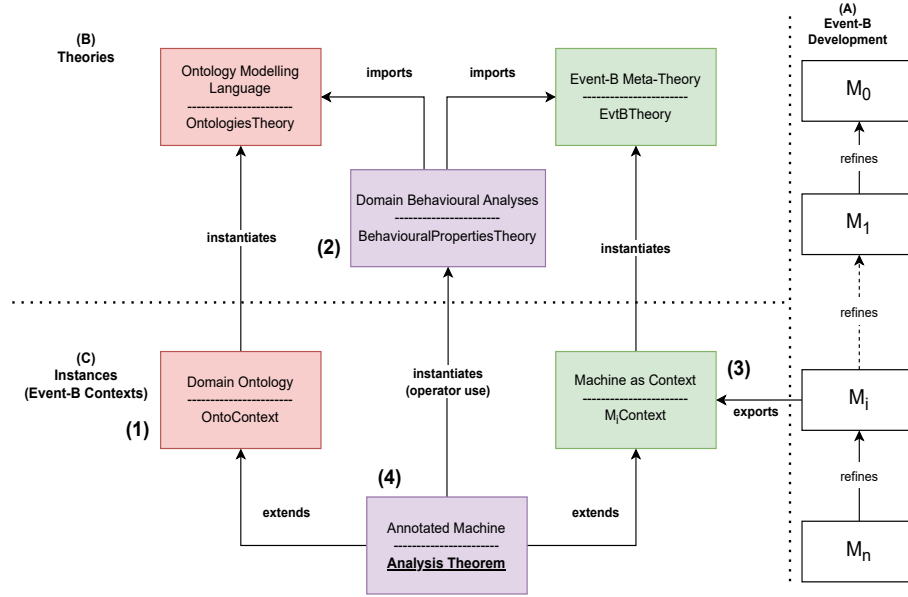 (A)
Event-B
Development
(B)
Theories
Ontology Modelling
Language
------------------------
OntologiesTheory
imports
imports
Event-B Meta-Theory
------------------------
EvtBTheory
M0
refines
Domain Behavioural Analyses
------------------------
BehaviouralPropertiesTheory
(2)
M1
instantiates
instantiates
refines
(C)
Instances
(Event-B Contexts)
Domain Ontology
------------------------
OntoContext
(1)
instantiates
(operator use)
Machine as Context
------------------------
MiContext
(3)
exports
Mi
refines
(4)
extends
Annotated Machine
------------------------
Analysis Theorem
extends
Mn